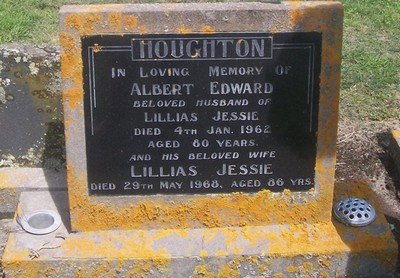 HOUGHTON
IN LOVING MEMORY OF
ALBERT EDWARD
BELOVED HUSBAND OF
LILLIAS JESSIE
DIED 4TH JAN. 1962
AGED 80 YEARS.
AND HIS BELOVED WIFE
LILLIAS JESSIE
DIED 29TH MAY 1968, AGED 86 YRS.